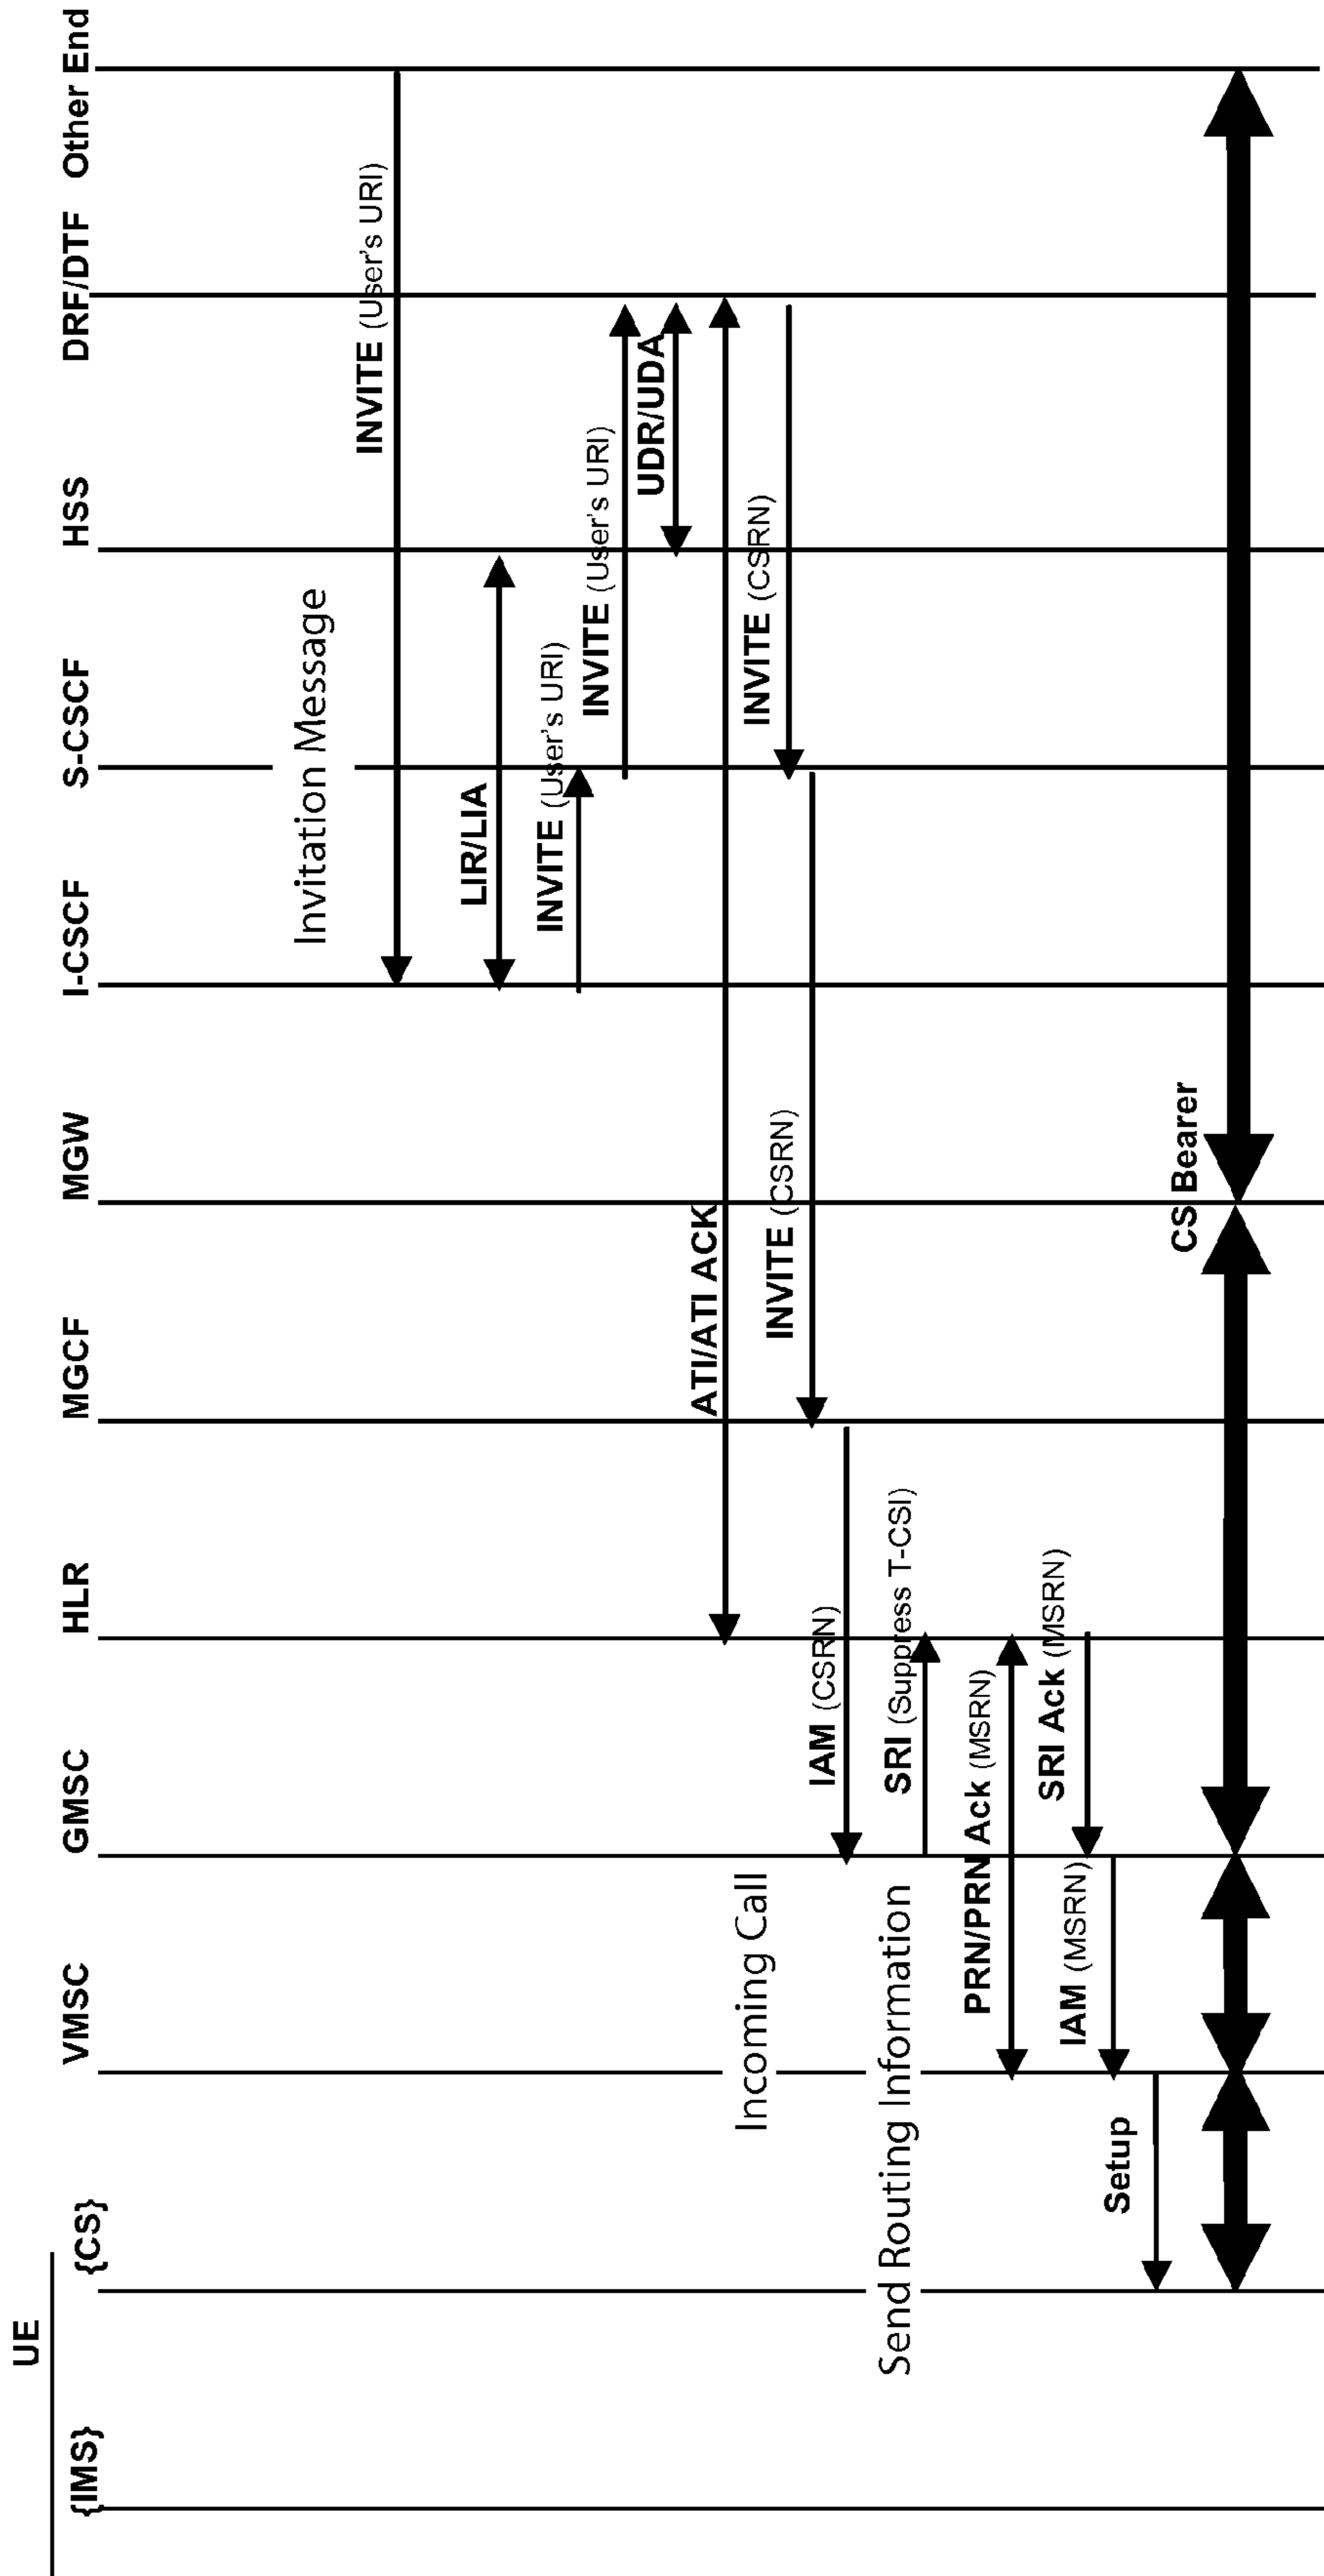 UE
{IMS}
{CS}
VMSC
GMSC
HLR
MGCF
MGW
I-CSCF
S-CSCF
HSS
DRF/DTF
Other End
Invitation Message
INVITE (User's URI)
LIR/LIA
INVITE (User's URI)
INVITE (User's URI)
UDR/UDA
ATI/ATI ACK
INVITE (CSRN)
INVITE (CSRN)
Incoming Call
IAM (CSRN)
Send Routing Information
SRI (Suppress T-CSI)
PRN/PRN Ack (MSRN)
SRI Ack (MSRN)
IAM (MSRN)
Setup
CS Bearer